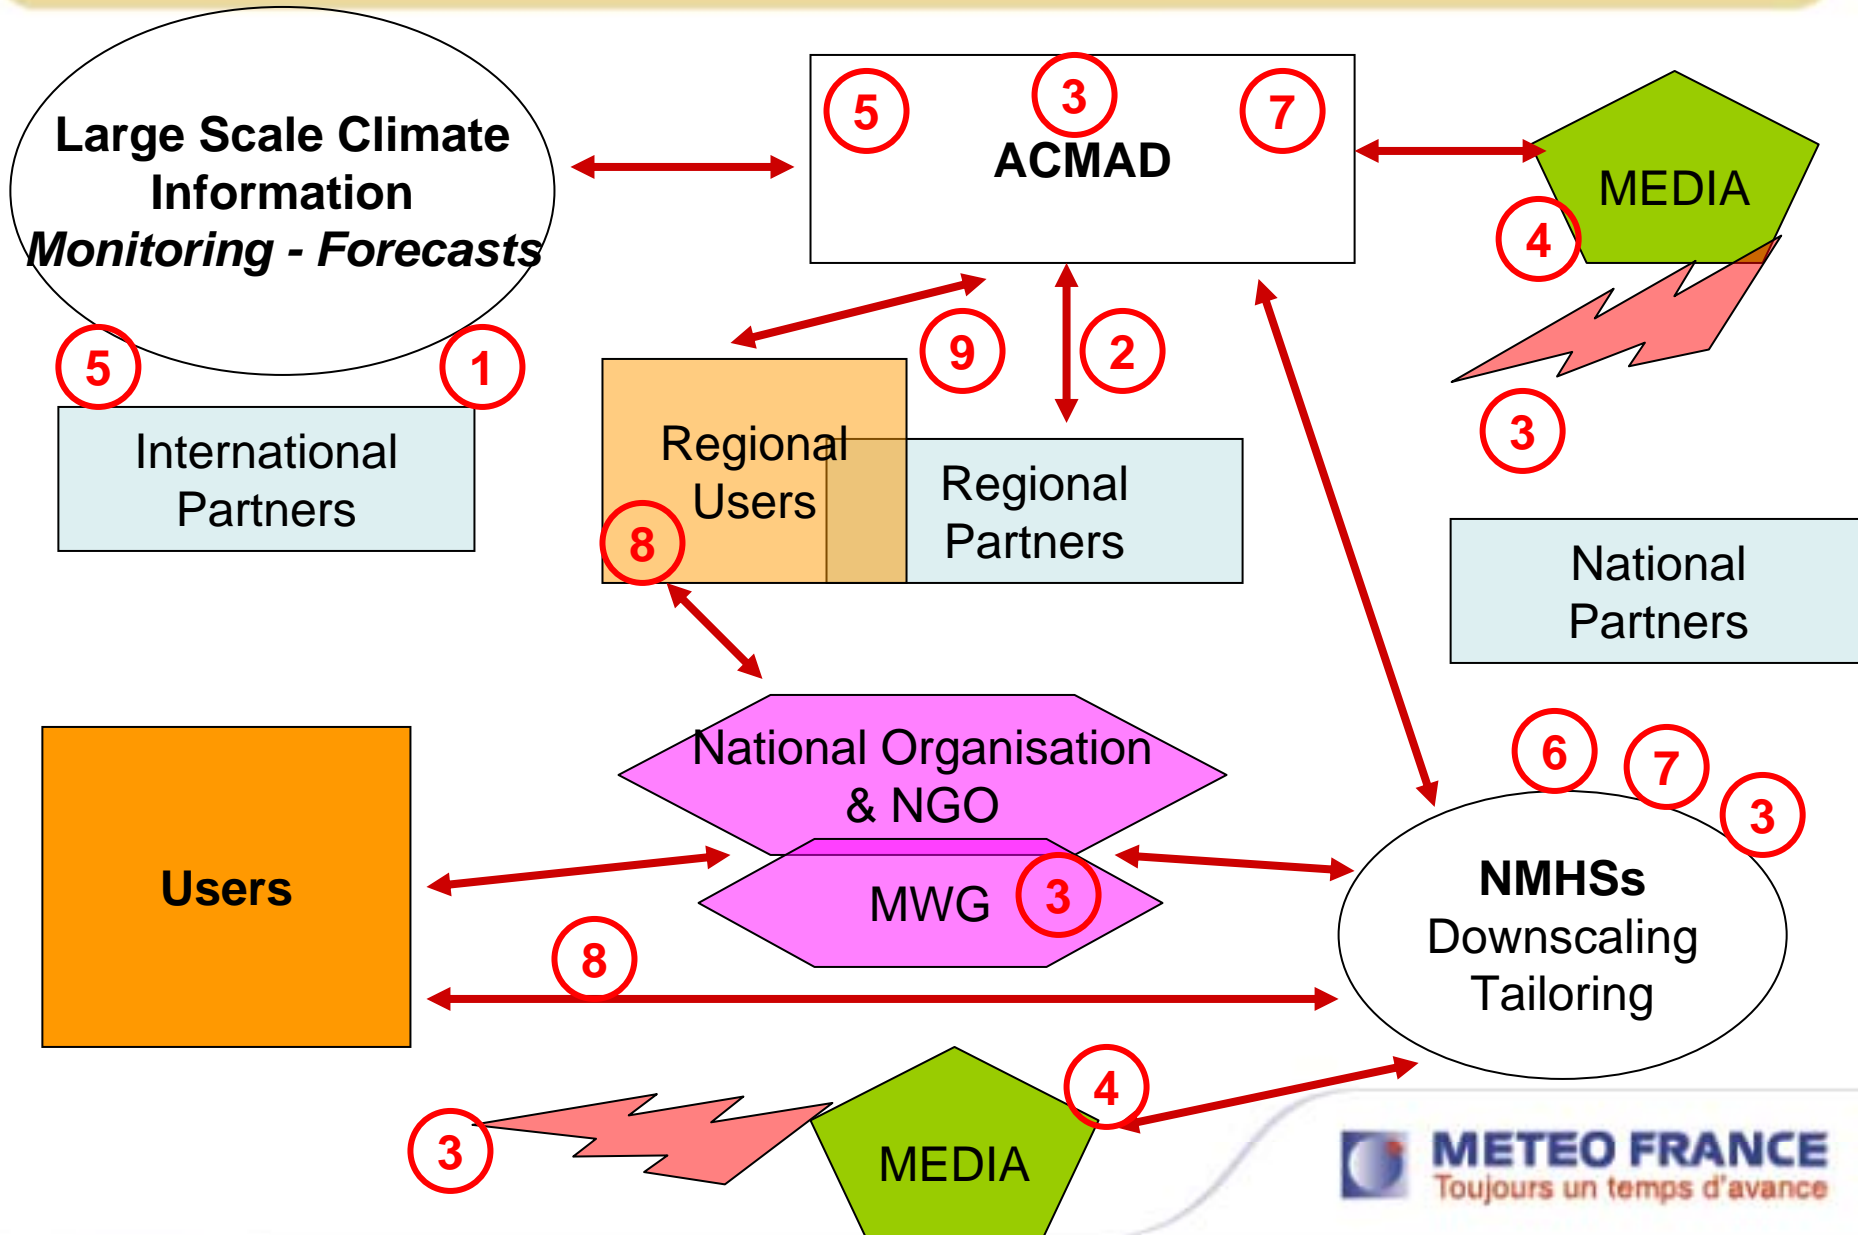 Large Scale Climate
Information
Monitoring - Forecasts
5
1
International
Partners
5
3
7
ACMAD
MEDIA
4
3
9
2
Regional
Users
8
Regional
Partners
National
Partners
National Organisation
& NGO
MWG
3
Users
8
6
7
3
NMHSs
Downscaling
Tailoring
3
MEDIA
4
METEO FRANCE
Toujours un temps d'avance